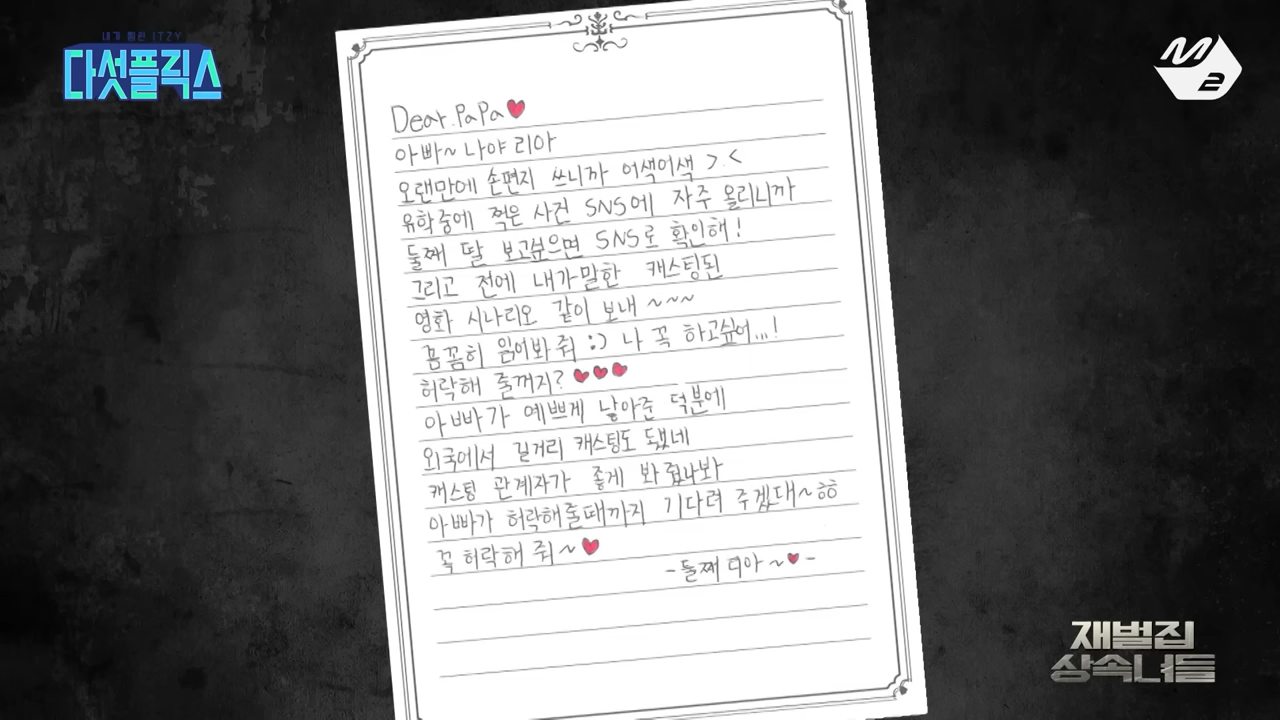 내가 찢은 ITZY
다섯플릭스
M2
Dear. PaPa
아빠~ 나야 리아
오랜만에 손편지 쓰니까 어색어색 >.<
유학중에 찍은 사건 SNS에 자주 올리니까
둘째 딸 보고싶으면 SNS로 확인해!
그리고 전에 내가말한 캐스팅된
영화 시나리오 같이 보내~~~
꼼꼼히 읽어봐줘 :) 나 꼭 하고싶어...!
허락해 줄꺼지?
아빠가 예쁘게 낳아준 덕분에
외국에서 길거리 캐스팅도 됐네
캐스팅 관계자가 좋게 봐줬나봐
아빠가 허락해줄때까지 기다려 주겠대~ㅎㅎ
꼭 허락해 줘~
-둘째 리아~-
재벌집
상속녀들